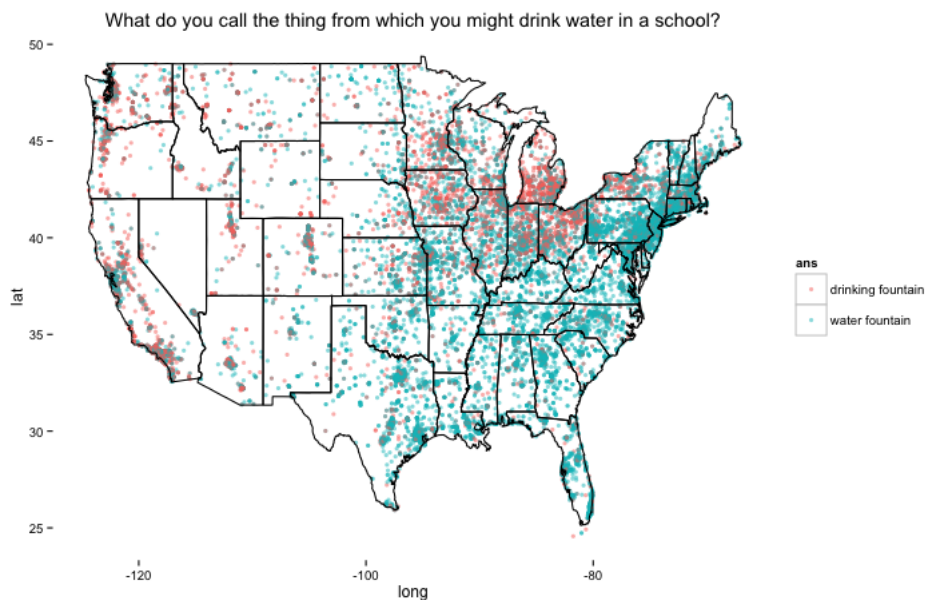 What do you call the thing from which you might drink water in a school?
50
45
40
35
30
25
lat
-120
-100
-80
long
ans
drinking fountain
water fountain